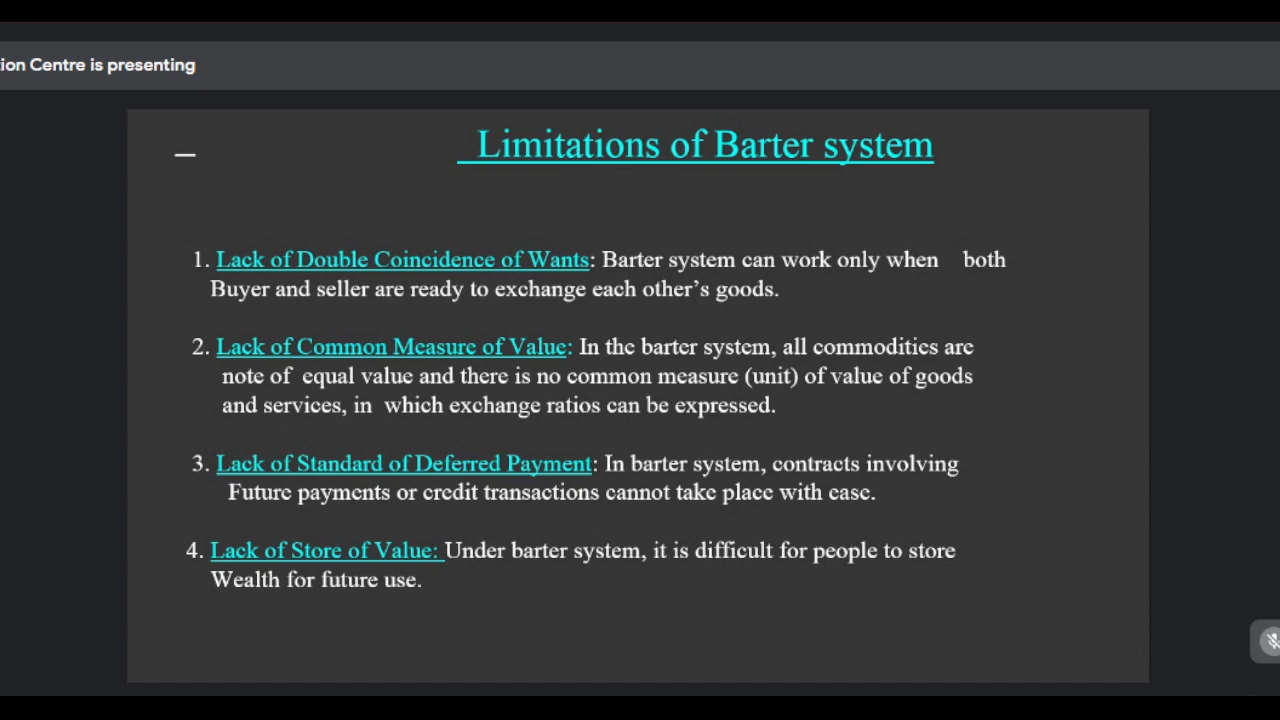 ion Centre is presenting
Limitations of Barter system
1. Lack of Double Coincidence of Wants: Barter system can work only when both
Buyer and seller are ready to exchange each other’s goods.
2. Lack of Common Measure of Value: In the barter system, all commodities are
note of equal value and there is no common measure (unit) of value of goods
and services, in which exchange ratios can be expressed.
3. Lack of Standard of Deferred Payment: In barter system, contracts involving
Future payments or credit transactions cannot take place with ease.
4. Lack of Store of Value: Under barter system, it is difficult for people to store
Wealth for future use.